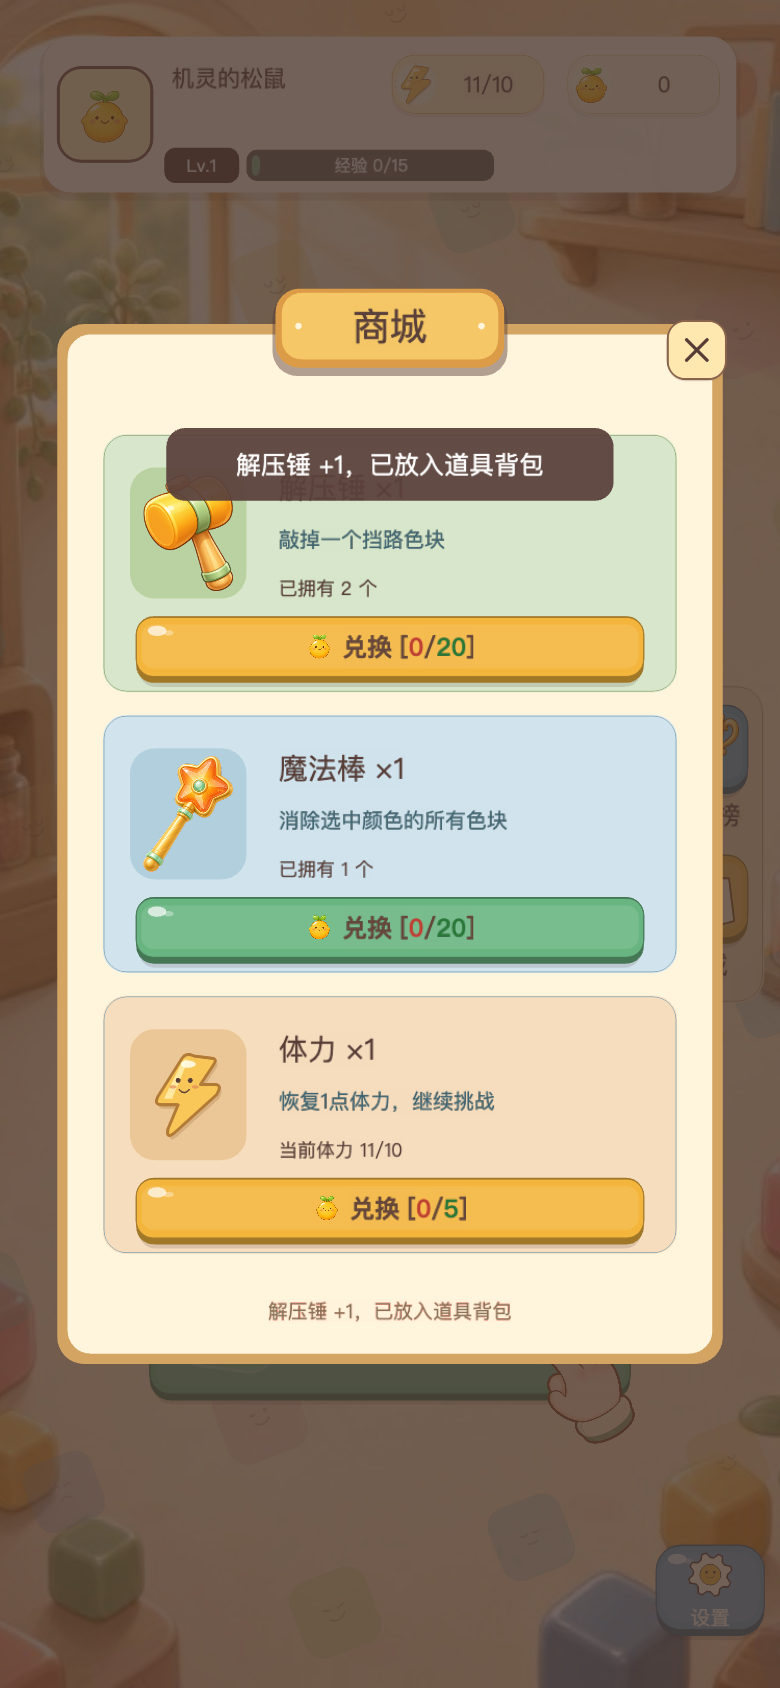 机灵的松鼠
11/10
0
Lv.1
经验 0/15
商城
解压锤 +1，已放入道具背包
解压锤 ×1
敲掉一个挡路色块
已拥有 2 个
兑换 [0/20]
魔法棒 ×1
消除选中颜色的所有色块
已拥有 1 个
兑换 [0/20]
榜
体力 ×1
恢复1点体力，继续挑战
当前体力 11/10
兑换 [0/5]
解压锤 +1，已放入道具背包
设置